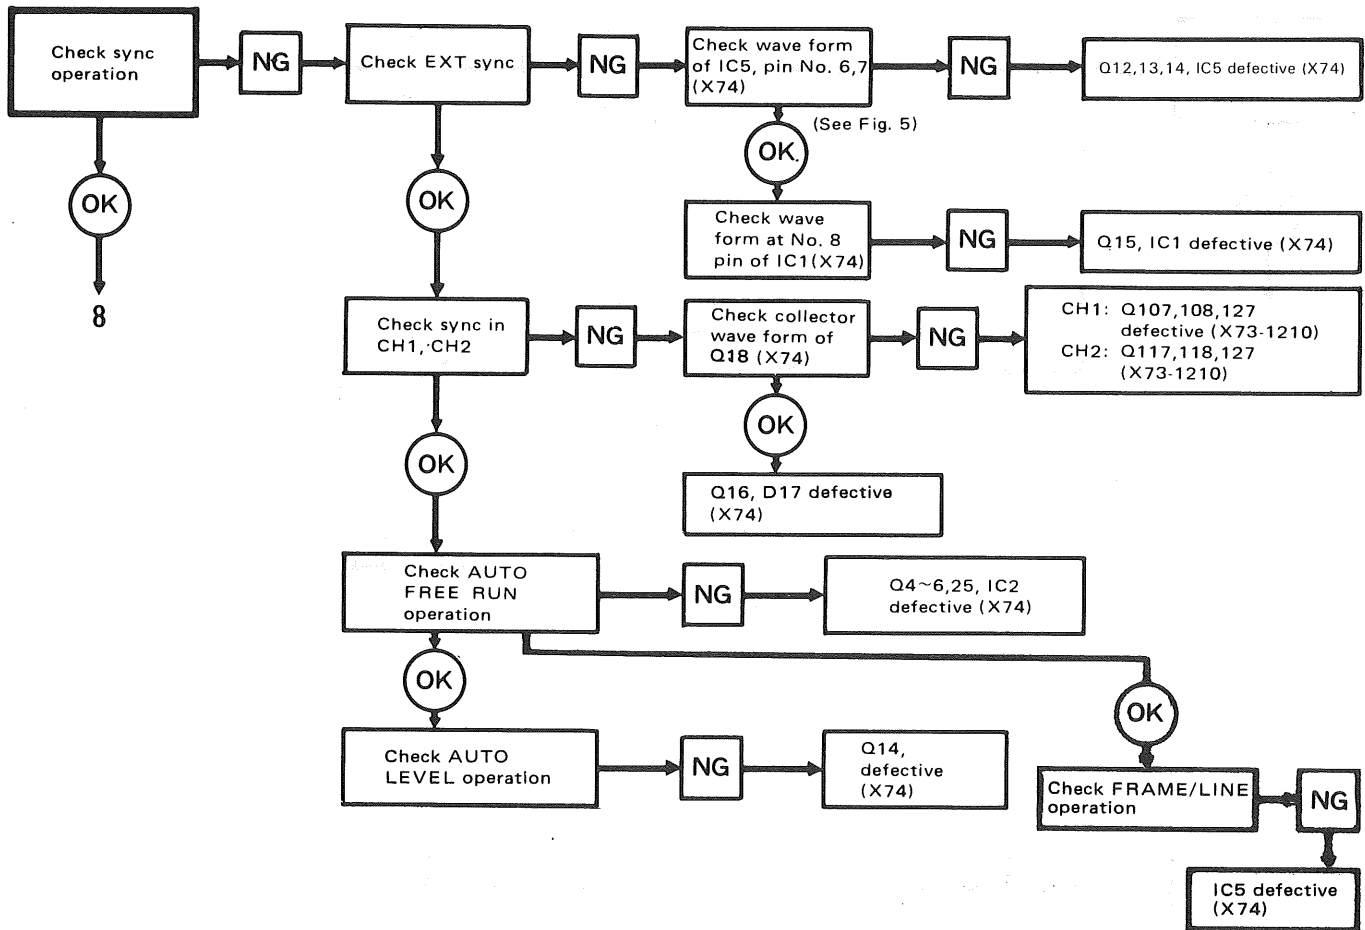 Check sync
operation
NG
Check EXT sync
NG
Check wave form
of IC5, pin No. 6,7
(X74)
NG
Q12,13,14, IC5 defective (X74)
(See Fig. 5)
OK
OK
OK.
8
Check wave
form at No. 8
pin of IC1(X74)
NG
Q15, IC1 defective (X74)
Check sync in
CH1, CH2
NG
Check collector
wave form of
Q18 (X74)
NG
CH1: Q107,108,127
defective (X73-1210)
CH2: Q117,118,127
(X73-1210)
OK
OK
Q16, D17 defective
(X74)
Check AUTO
FREE RUN
operation
NG
Q4~6,25, IC2
defective (X74)
OK
OK
Check AUTO
LEVEL operation
NG
Q14,
defective
(X74)
Check FRAME/LINE
operation
NG
IC5 defective
(X74)